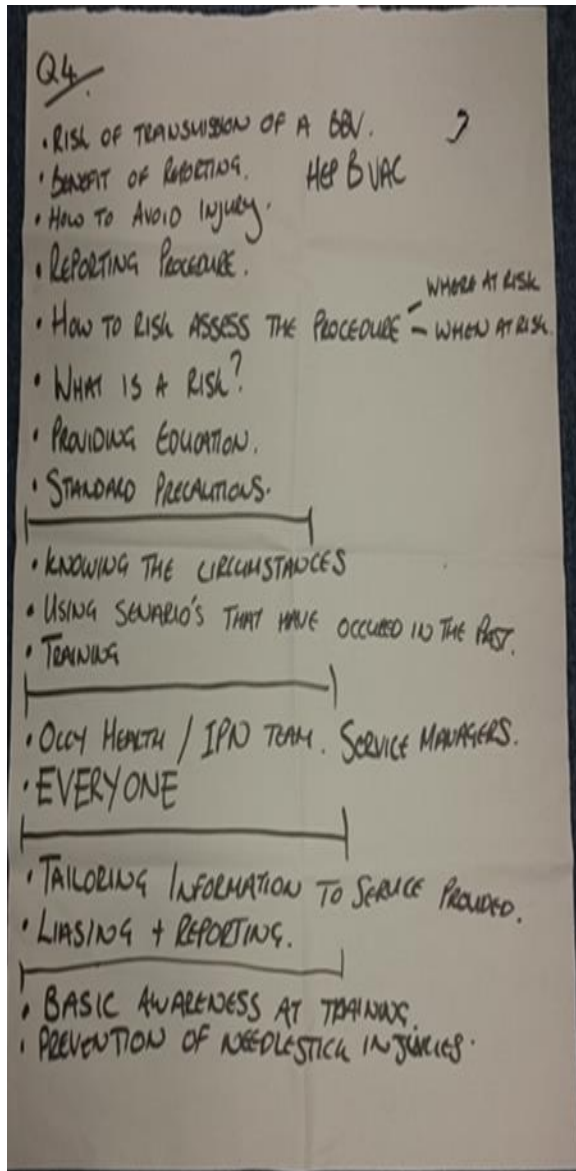 Q4
• RISK OF TRANSMISSION OF A BBV.
• BENEFIT OF REPORTING. HEP B VAC
• HOW TO AVOID INJURY.
• REPORTING PROCEDURE.
WHERE AT RISK
• HOW TO RISK ASSESS THE PROCEDURE - WHEN AT RISK.
• WHAT IS A RISK?
• PROVIDING EDUCATION.
• STANDARD PRECAUTIONS.
• KNOWING THE CIRCUMSTANCES
• USING SENARIO'S THAT HAVE OCCURED IN THE PAST.
• TRAINING
• OCCY HEALTH / IPN TEAM. SERVICE MANAGERS.
• EVERYONE
• TAILORING INFORMATION TO SERVICE PROVIDED.
• LIASING + REPORTING.
• BASIC AWARENESS AT TRAINING.
• PREVENTION OF NEEDLESTICK INJURIES.